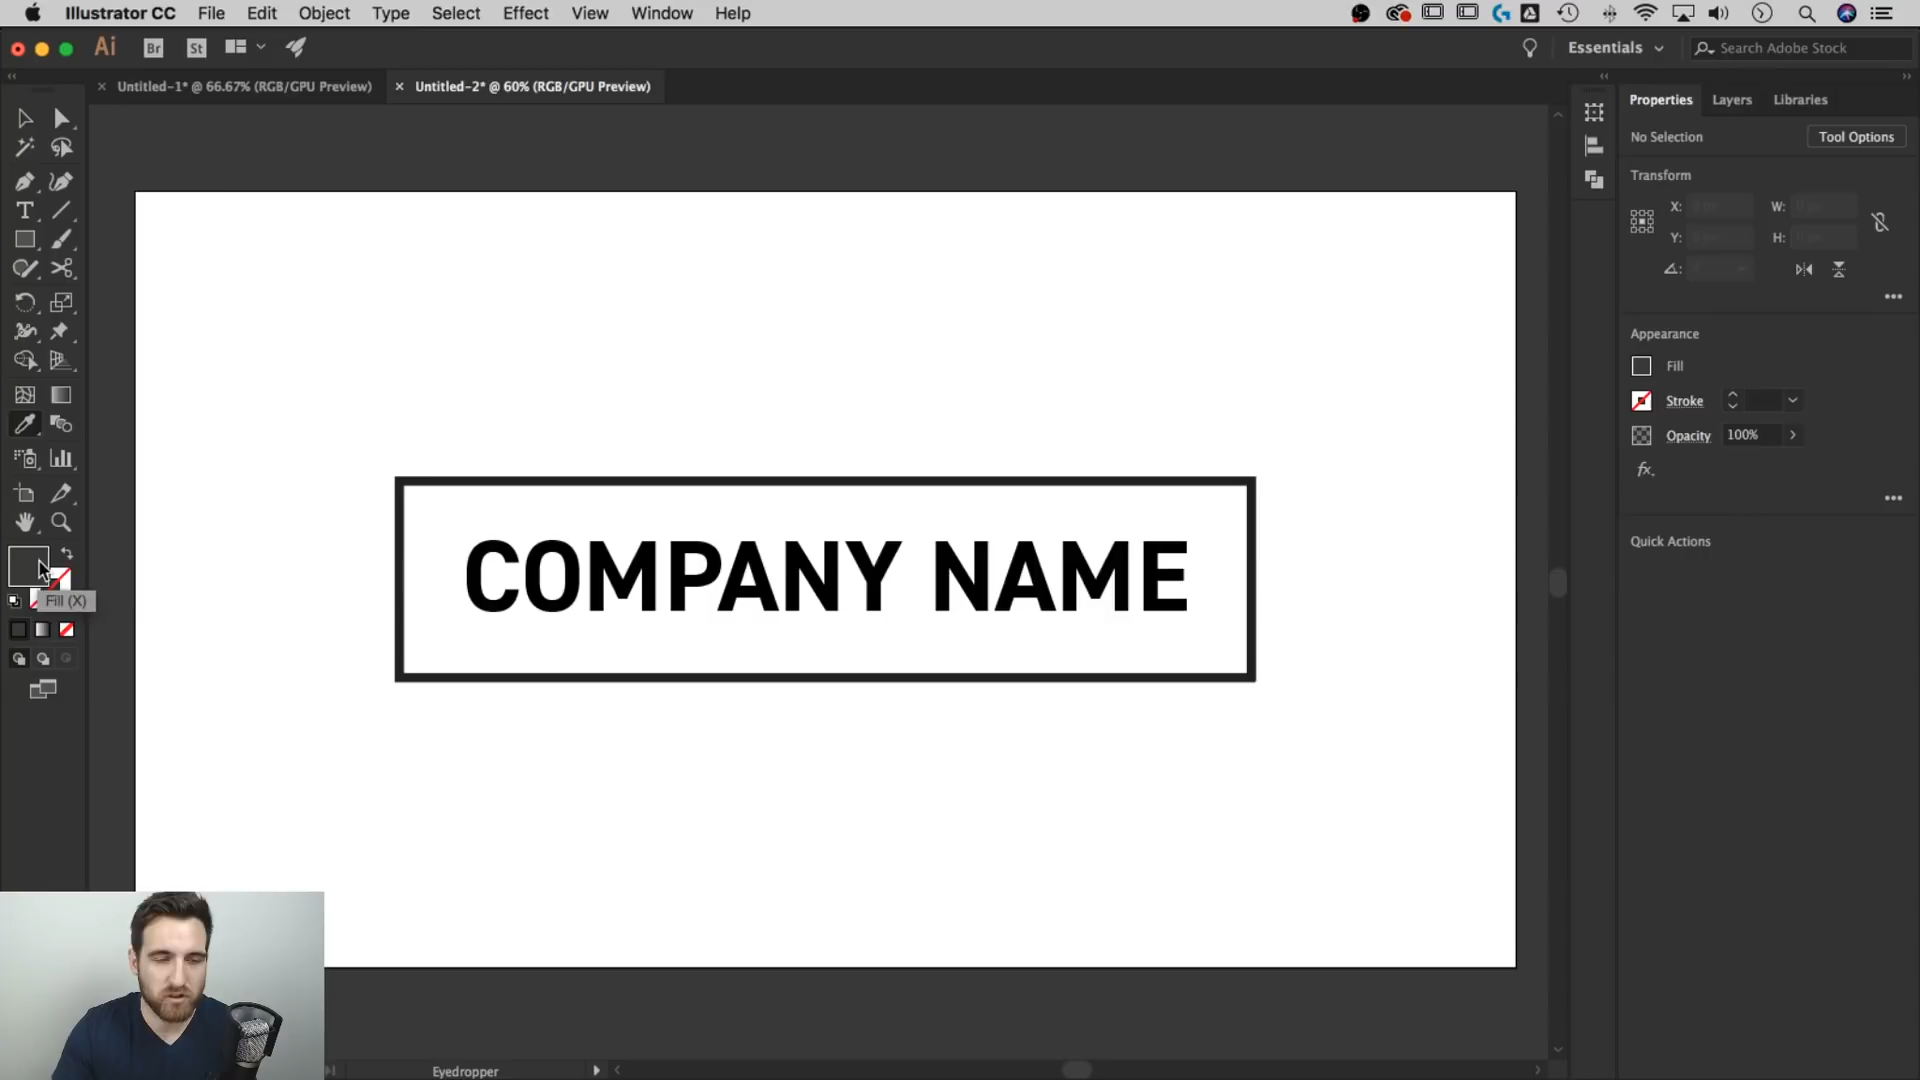 Illustrator CC File Edit Object Type Select Effect View Window Help
Ai Br St Essentials Search Adobe Stock
Untitled-1* @ 66.67% (RGB/GPU Preview) Untitled-2* @ 60% (RGB/GPU Preview)
Properties Layers Libraries
No Selection Tool Options
Transform
X: W:
Y: H:
Appearance
Fill
Stroke
Opacity 100%
fx.
Quick Actions
COMPANY NAME
Fill (X)
Eyedropper